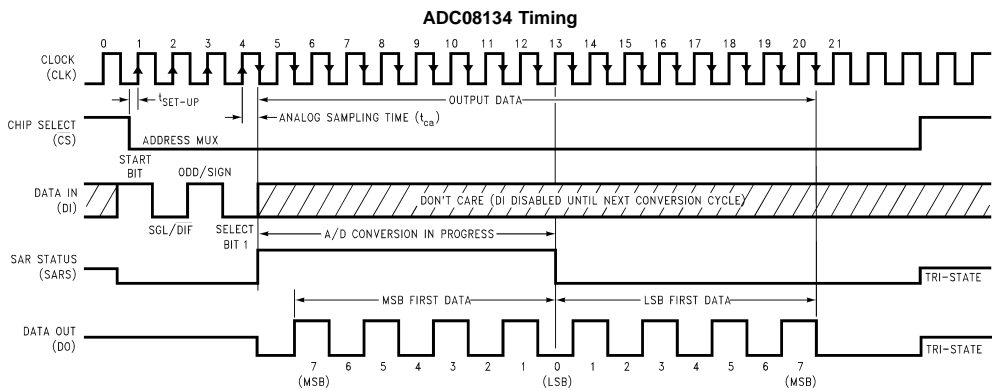 ADC08134 Timing
0 1 2 3 4 5 6 7 8 9 10 11 12 13 14 15 16 17 18 19 20 21
CLOCK
(CLK)
tSET-UP
OUTPUT DATA
ANALOG SAMPLING TIME (tca)
CHIP SELECT
(CS)
ADDRESS MUX
START
BIT
ODD/SIGN
DATA IN
(DI)
DON'T CARE (DI DISABLED UNTIL NEXT CONVERSION CYCLE)
SGL/DIF
SELECT
BIT 1
A/D CONVERSION IN PROGRESS
SAR STATUS
(SARS)
TRI-STATE
MSB FIRST DATA
LSB FIRST DATA
DATA OUT
(DO)
TRI-STATE
7 6 5 4 3 2 1 0 1 2 3 4 5 6 7
(MSB) (LSB) (MSB)